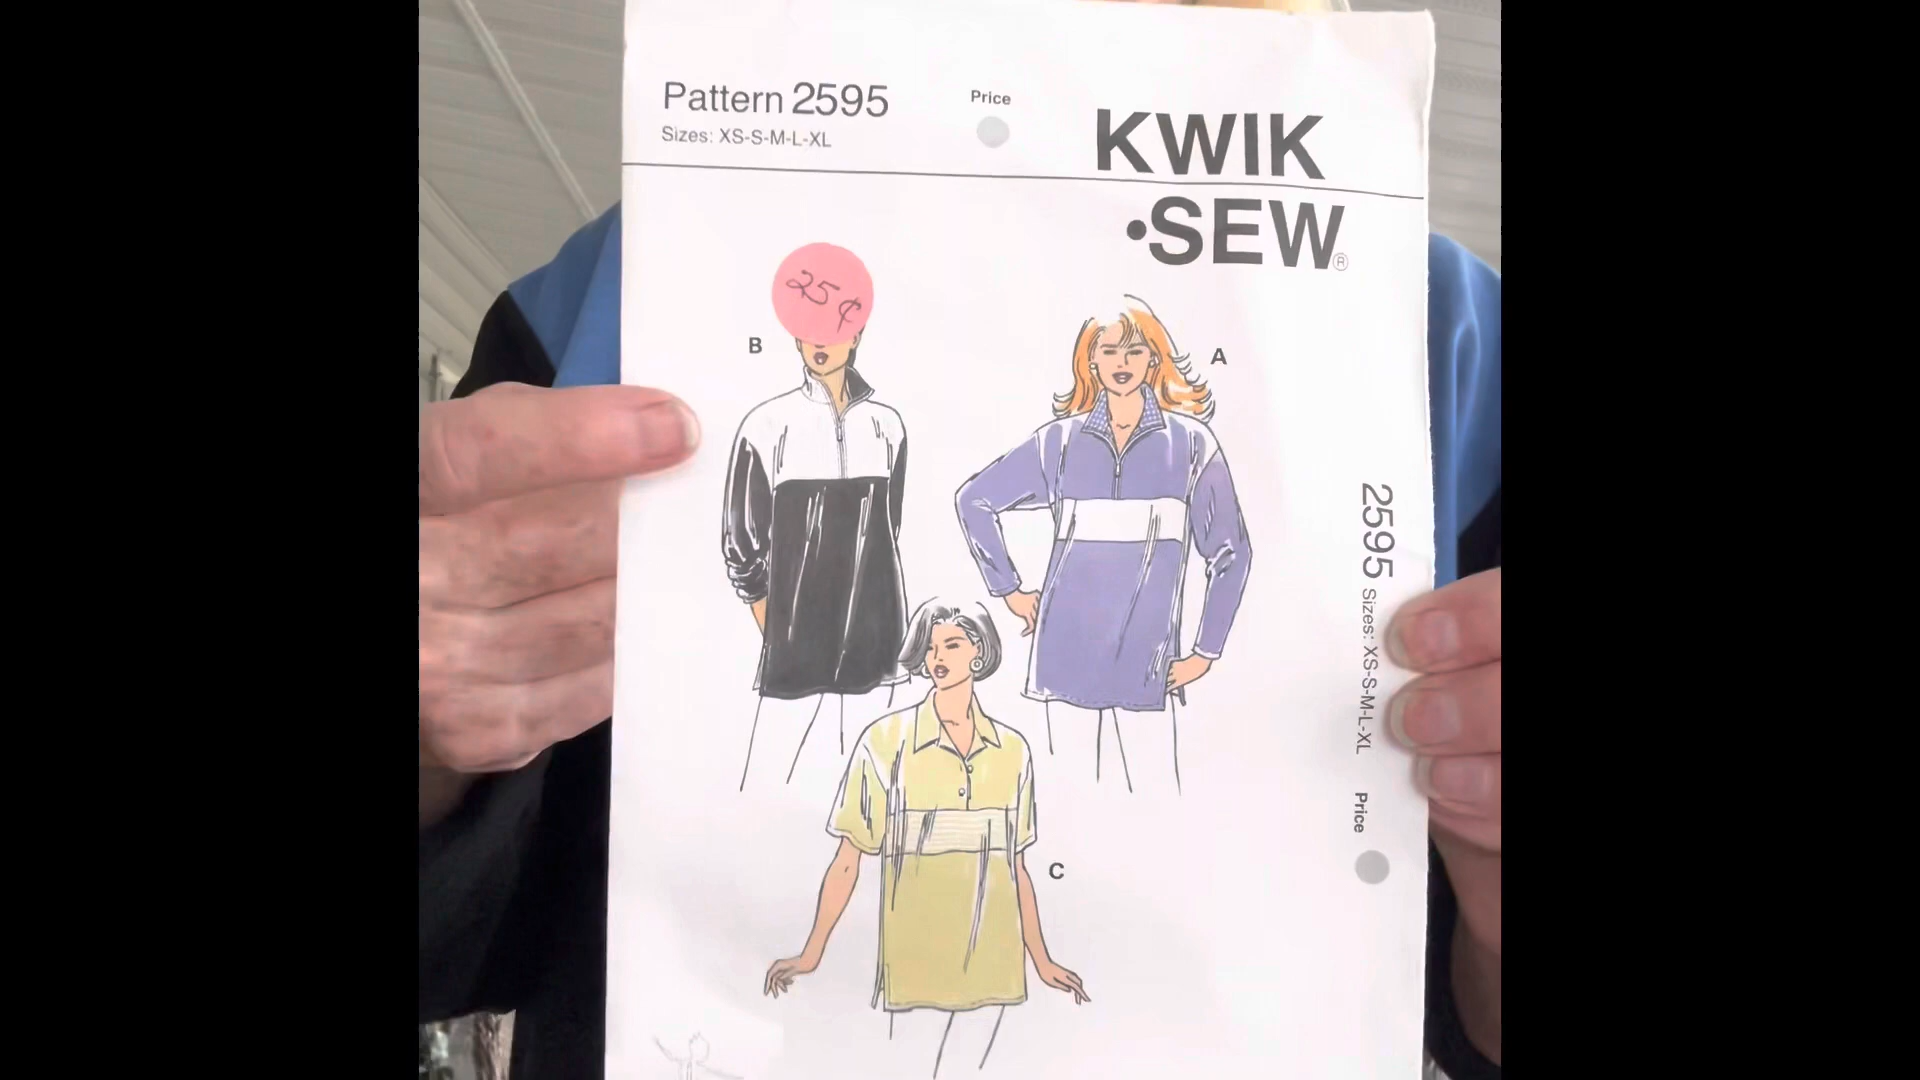 Pattern 2595
Sizes: XS-S-M-L-XL
Price
KWIK
•SEW®
25¢
B
A
C
2595 Sizes: XS-S-M-L-XL Price